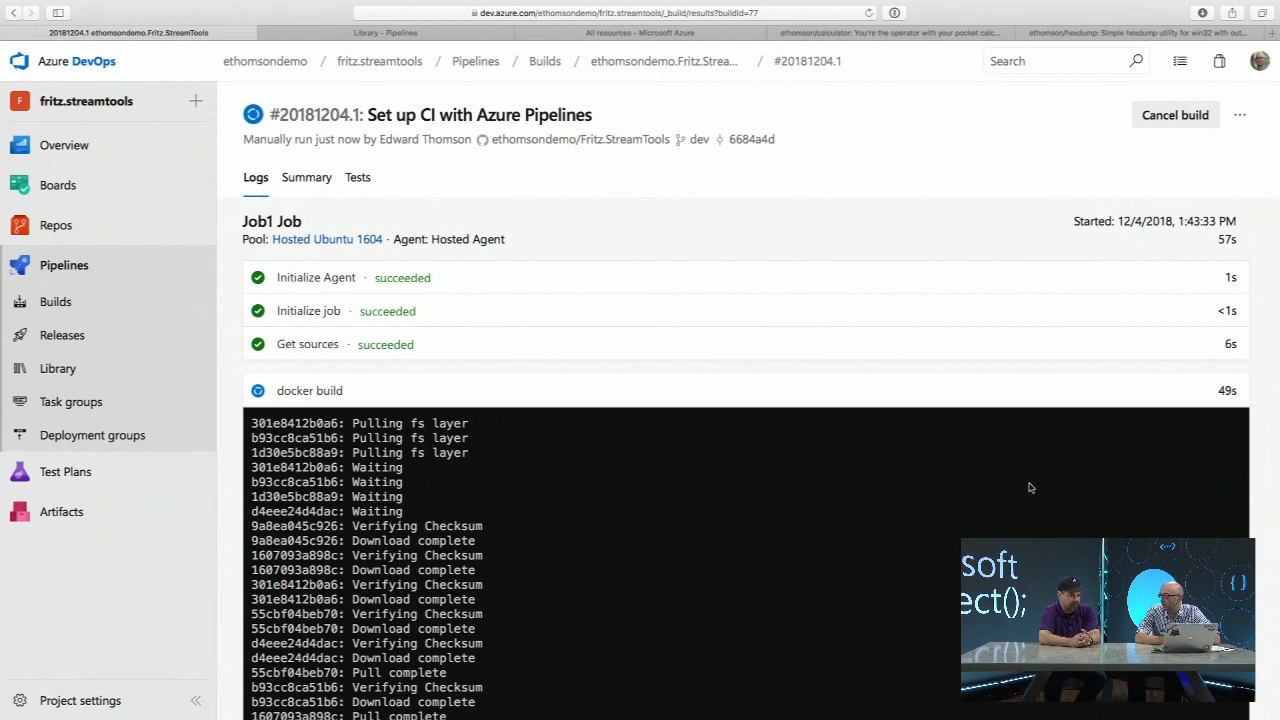 dev.azure.com/ethomsondemo/fritz.streamtools/_build/results?buildId=77
20181204.1 ethomsondemo.Fritz.StreamTools
Library - Pipelines
All resources - Microsoft Azure
ethomson/calculator: You're the operator with your pocket calc...
ethomson/hexdump: Simple hexdump utility for win32 with out...
Azure DevOps
ethomsondemo / fritz.streamtools / Pipelines / Builds / ethomsondemo.Fritz.Strea... / #20181204.1
Search
F fritz.streamtools
Overview
Boards
Repos
Pipelines
Builds
Releases
Library
Task groups
Deployment groups
Test Plans
Artifacts
Project settings
#20181204.1: Set up CI with Azure Pipelines
Cancel build
Manually run just now by Edward Thomson ethomsondemo/Fritz.StreamTools dev 6684a4d
Logs Summary Tests
Job1 Job
Started: 12/4/2018, 1:43:33 PM
Pool: Hosted Ubuntu 1604 · Agent: Hosted Agent
57s
Initialize Agent · succeeded 1s
Initialize job · succeeded <1s
Get sources · succeeded 6s
docker build 49s
301e8412b0a6: Pulling fs layer
b93cc8ca51b6: Pulling fs layer
1d30e5bc88a9: Pulling fs layer
301e8412b0a6: Waiting
b93cc8ca51b6: Waiting
1d30e5bc88a9: Waiting
d4eee24d4dac: Waiting
9a8ea045c926: Verifying Checksum
9a8ea045c926: Download complete
1607093a898c: Verifying Checksum
1607093a898c: Download complete
301e8412b0a6: Verifying Checksum
301e8412b0a6: Download complete
55cbf04beb70: Verifying Checksum
55cbf04beb70: Download complete
d4eee24d4dac: Verifying Checksum
d4eee24d4dac: Download complete
55cbf04beb70: Pull complete
b93cc8ca51b6: Verifying Checksum
b93cc8ca51b6: Download complete
1607093a898c: Pull complete
soft
ect();
{ }